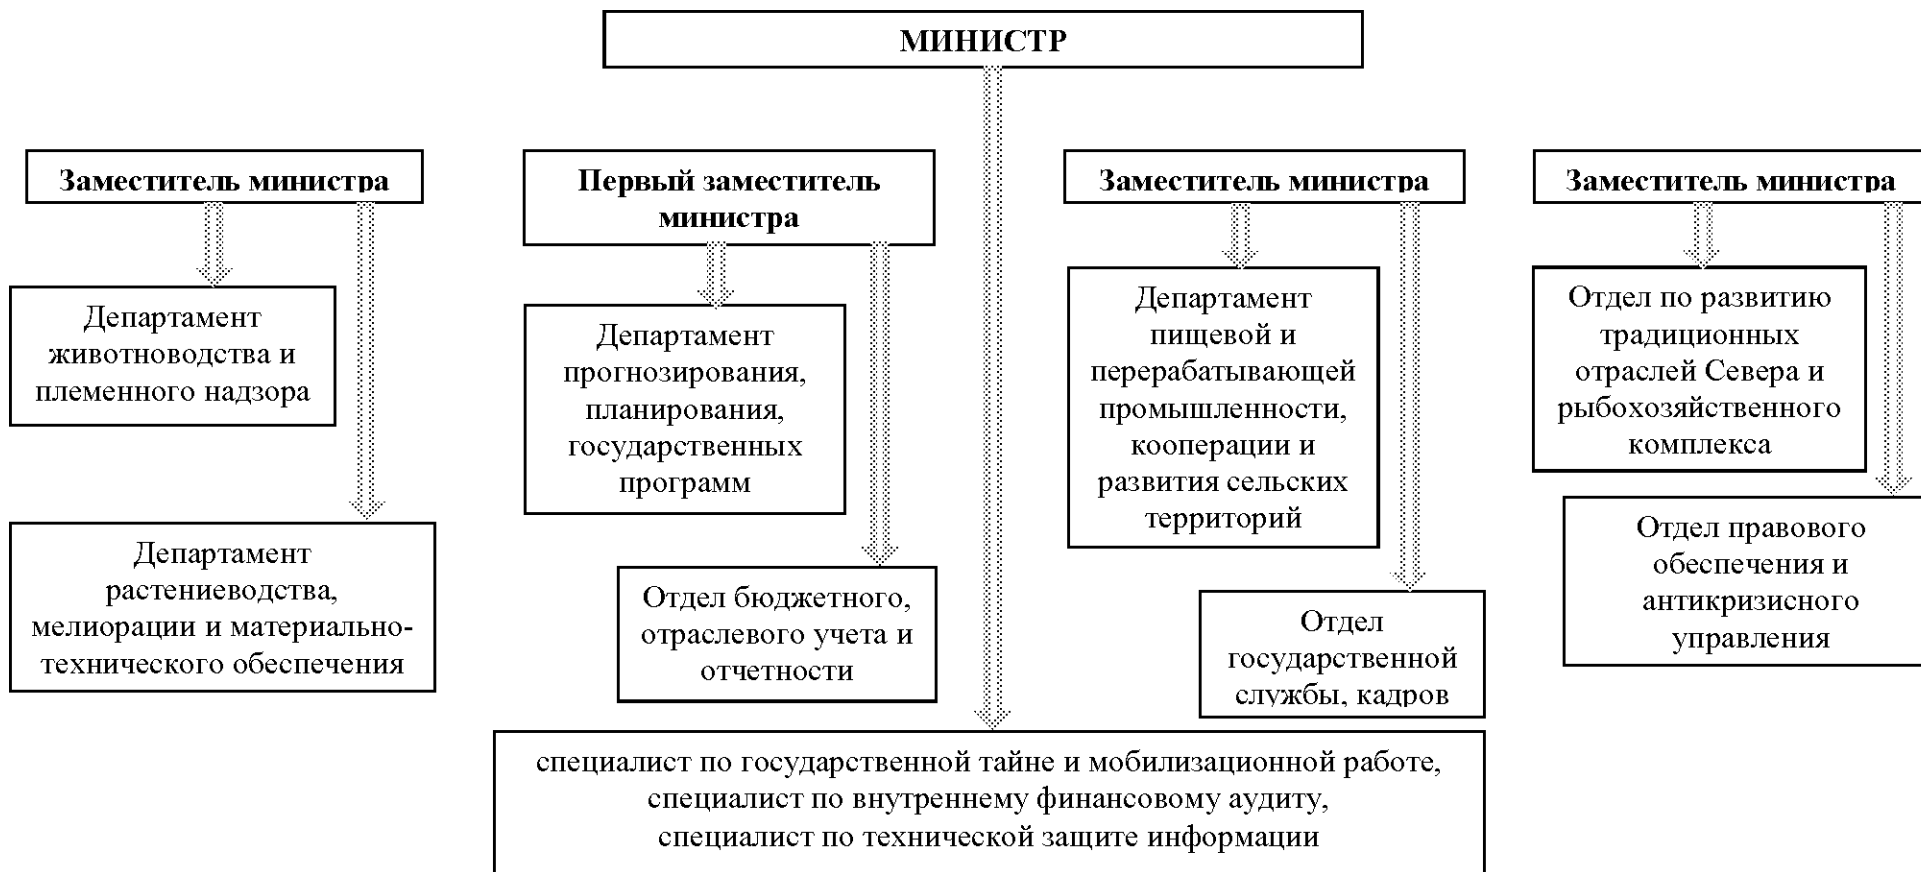 МИНИСТР
Заместитель министра
Первый заместитель
министра
Заместитель министра
Заместитель министра
Департамент
животноводства и
племенного надзора
Департамент
растениеводства,
мелиорации и материально-
технического обеспечения
Департамент
прогнозирования,
планирования,
государственных
программ
Отдел бюджетного,
отраслевого учета и
отчетности
Департамент
пищевой и
перерабатывающей
промышленности,
кооперации и
развития сельских
территорий
Отдел
государственной
службы, кадров
Отдел по развитию
традиционных
отраслей Севера и
рыбохозяйственного
комплекса
Отдел правового
обеспечения и
антикризисного
управления
специалист по государственной тайне и мобилизационной работе,
специалист по внутреннему финансовому аудиту,
специалист по технической защите информации